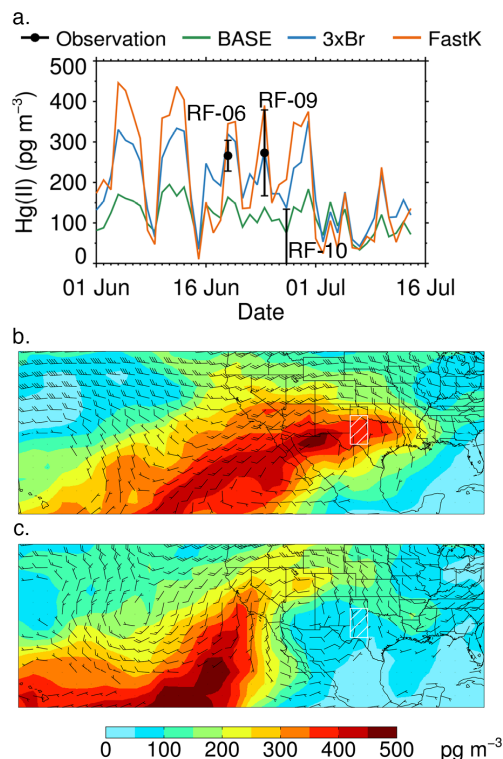 a.
Observation BASE 3xBr FastK
500
400
300
200
100
0
Hg(II) (pg m⁻³)
RF-06
RF-09
RF-10
01 Jun 16 Jun 01 Jul 16 Jul
Date
b.
c.
0 100 200 300 400 500 pg m⁻³